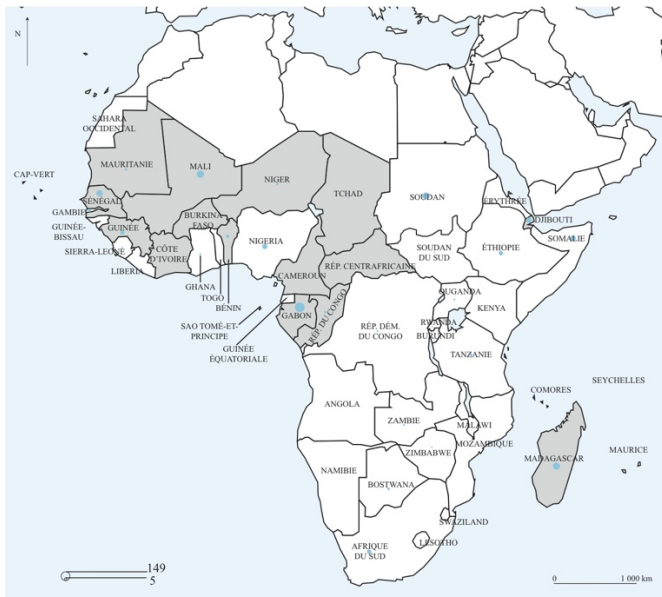 N
SAHARA
OCCIDENTAL
MAURITANIE
MALI
NIGER
TCHAD
SOUDAN
ÉRYTHRÉE
CAP-VERT
SÉNÉGAL
GAMBIE
GUINÉE-
BISSAU
GUINÉE
SIERRA-LEONE
LIBERIA
CÔTE
D'IVOIRE
BURKINA
FASO
GHANA
TOGO
BÉNIN
NIGERIA
DJIBOUTI
SOMALIE
ÉTHIOPIE
SOUDAN
DU SUD
RÉP. CENTRAFRICAINE
CAMEROUN
SAO TOMÉ-ET-
PRINCIPE
GUINÉE
ÉQUATORIALE
GABON
RÉP. DU CONGO
RÉP. DÉM.
DU CONGO
OUGANDA
KENYA
RWANDA
BURUNDI
TANZANIE
SEYCHELLES
COMORES
ANGOLA
ZAMBIE
MALAWI
MOZAMBIQUE
ZIMBABWE
MADAGASCAR
MAURICE
NAMIBIE
BOSTWANA
SWAZILAND
LESOTHO
AFRIQUE
DU SUD
149
5
0 1 000 km